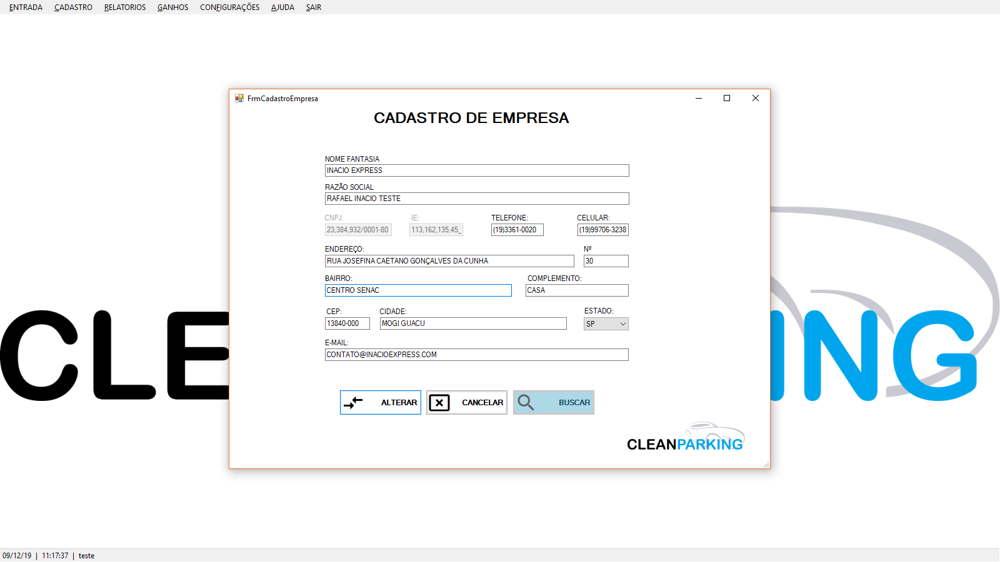 ENTRADA CADASTRO RELATORIOS GANHOS CONFIGURAÇÕES AJUDA SAIR
FrmCadastroEmpresa
CADASTRO DE EMPRESA
NOME FANTASIA
INACIO EXPRESS
RAZÃO SOCIAL
RAFAEL INACIO TESTE
CNPJ: IE: TELEFONE: CELULAR:
23,384,932/0001-80 113,162,135,45_ (19)3361-0020 (19)99706-3238
ENDEREÇO: Nº
RUA JOSEFINA CAETANO GONÇALVES DA CUNHA 30
BAIRRO: COMPLEMENTO:
CENTRO SENAC CASA
CEP: CIDADE: ESTADO:
13840-000 MOGI GUACU SP
E-MAIL:
CONTATO@INACIOEXPRESS.COM
ALTERAR CANCELAR BUSCAR
CLEANPARKING
CLE ING
09/12/19 | 11:17:37 | teste